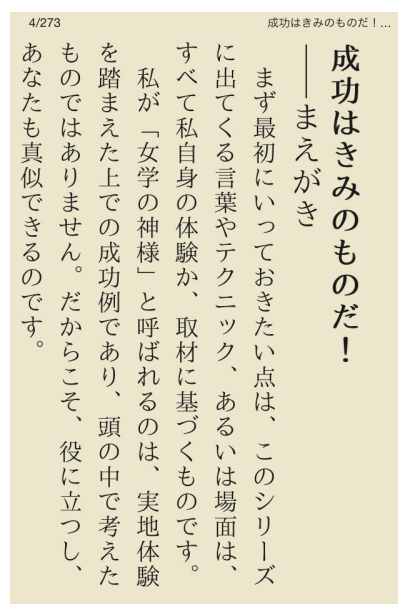 4/273
成功はきみのものだ！…
成功はきみのものだ！
──まえがき
まず最初にいっておきたい点は、このシリーズ
に出てくる言葉やテクニック、あるいは場面は、
すべて私自身の体験か、取材に基づくものです。
私が「女学の神様」と呼ばれるのは、実地体験
を踏まえた上での成功例であり、頭の中で考えた
ものではありません。だからこそ、役に立つし、
あなたも真似できるのです。